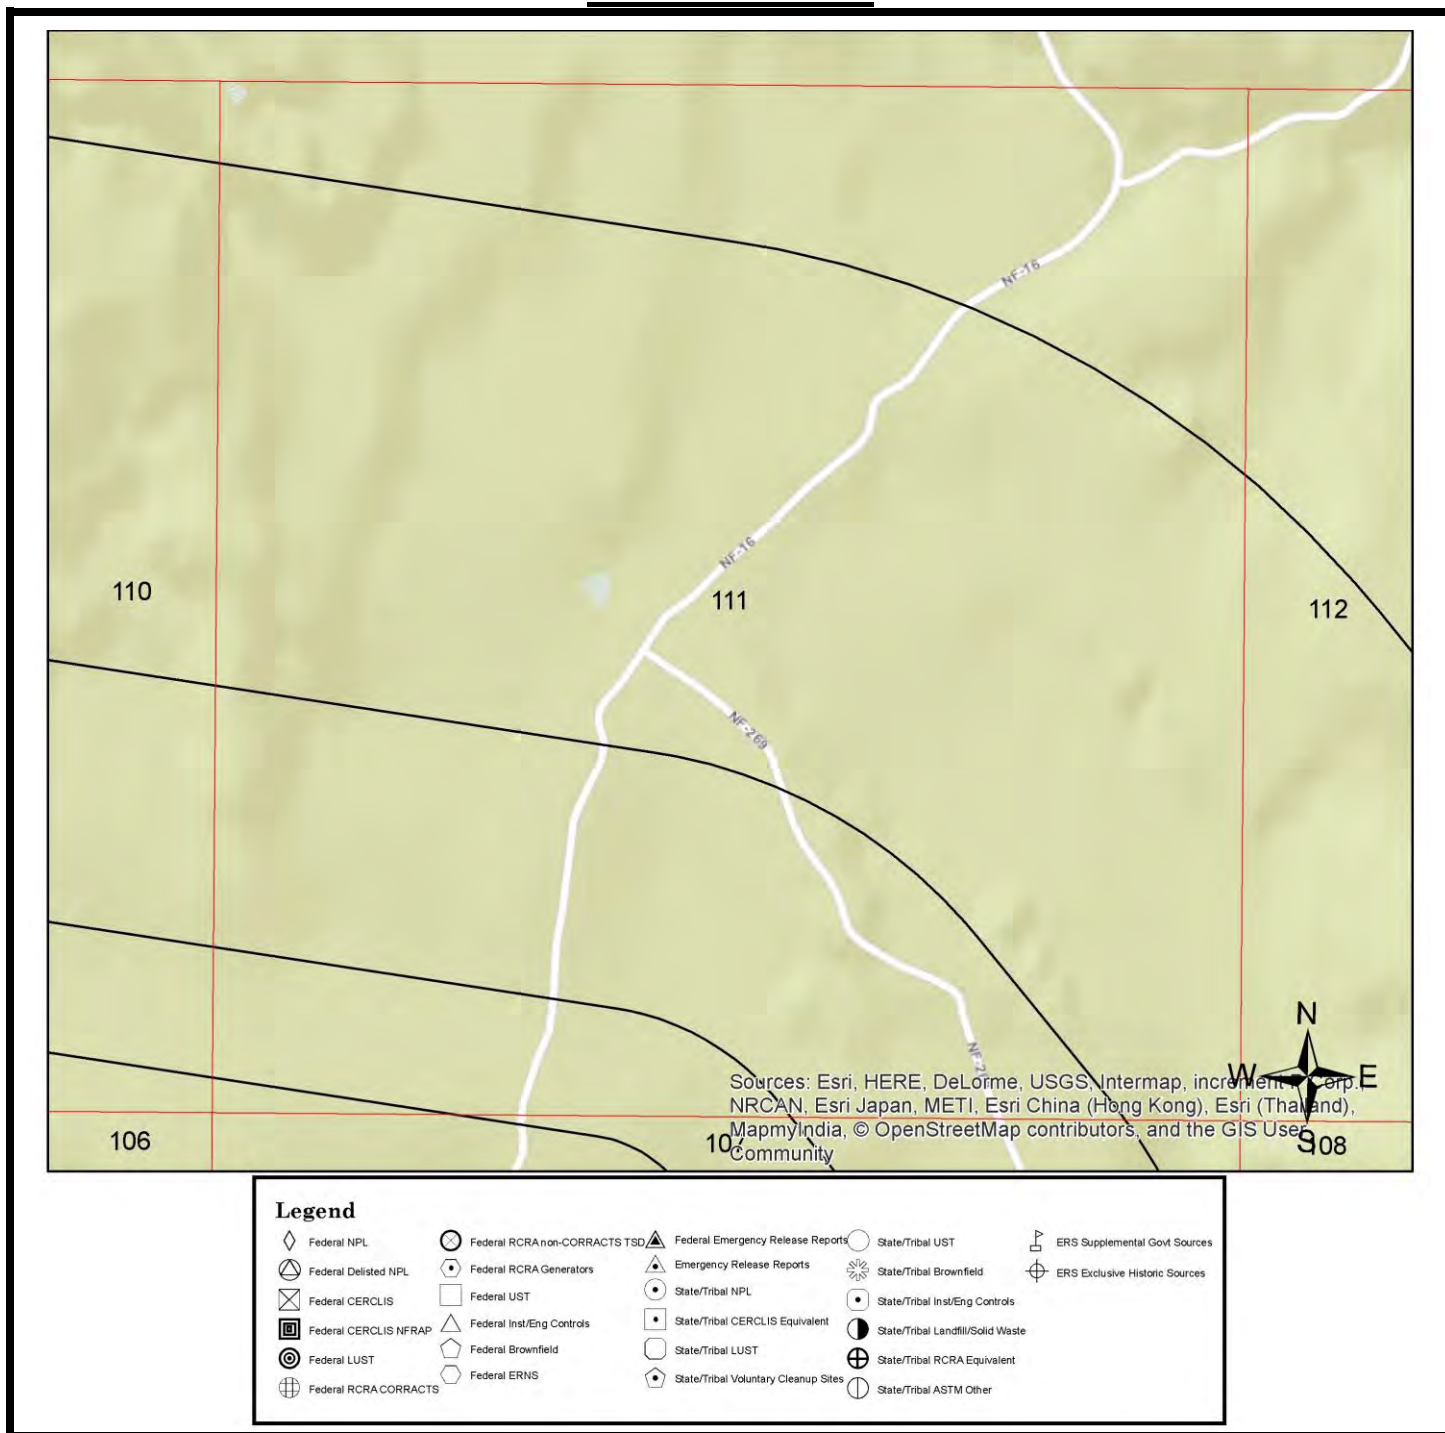 NF-16
NF-16
110
111
112
NF-269
N
W E
S
Sources: Esri, HERE, DeLorme, USGS, Intermap, increment P Corp.,
NRCAN, Esri Japan, METI, Esri China (Hong Kong), Esri (Thailand),
MapmyIndia, © OpenStreetMap contributors, and the GIS User
Community
106
108
Legend
Federal NPL
Federal Delisted NPL
Federal CERCLIS
Federal CERCLIS NFRAP
Federal LUST
Federal RCRA CORRACTS
Federal RCRA non-CORRACTS TSD
Federal RCRA Generators
Federal UST
Federal Inst/Eng Controls
Federal Brownfield
Federal ERNS
Federal Emergency Release Reports
Emergency Release Reports
State/Tribal NPL
State/Tribal CERCLIS Equivalent
State/Tribal LUST
State/Tribal Voluntary Cleanup Sites
State/Tribal UST
State/Tribal Brownfield
State/Tribal Inst/Eng Controls
State/Tribal Landfill/Solid Waste
State/Tribal RCRA Equivalent
State/Tribal ASTM Other
ERS Supplemental Govt Sources
ERS Exclusive Historic Sources